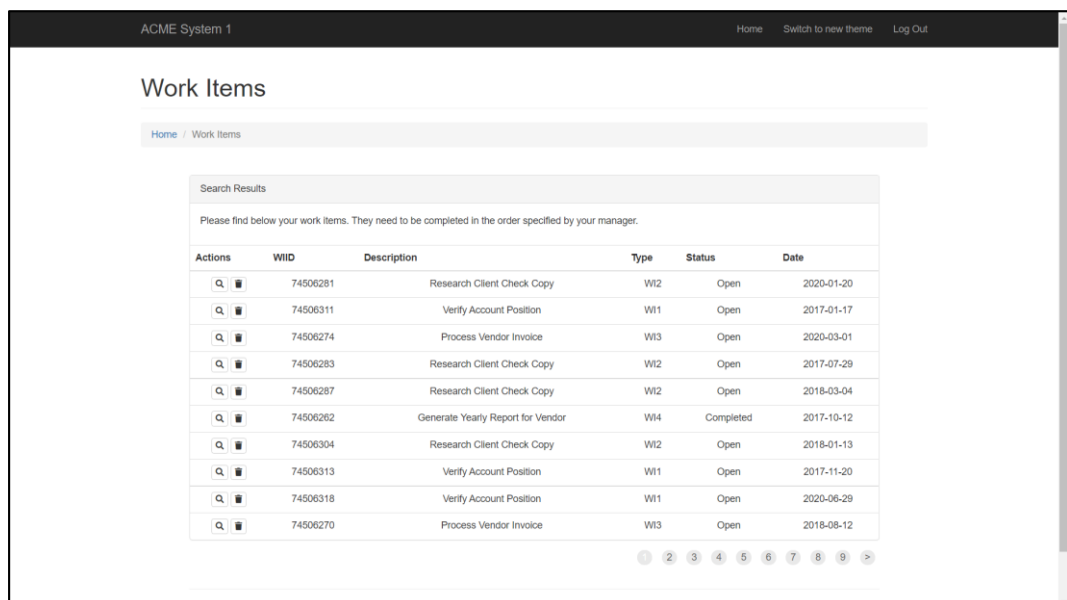 ACME System 1 Home Switch to new theme Log Out
Work Items
Home / Work Items
Search Results
Please find below your work items. They need to be completed in the order specified by your manager.
Actions WIID Description Type Status Date
74506281 Research Client Check Copy WI2 Open 2020-01-20
74506311 Verify Account Position WI1 Open 2017-01-17
74506274 Process Vendor Invoice WI3 Open 2020-03-01
74506283 Research Client Check Copy WI2 Open 2017-07-29
74506287 Research Client Check Copy WI2 Open 2018-03-04
74506262 Generate Yearly Report for Vendor WI4 Completed 2017-10-12
74506304 Research Client Check Copy WI2 Open 2018-01-13
74506313 Verify Account Position WI1 Open 2017-11-20
74506318 Verify Account Position WI1 Open 2020-06-29
74506270 Process Vendor Invoice WI3 Open 2018-08-12
1 2 3 4 5 6 7 8 9 >